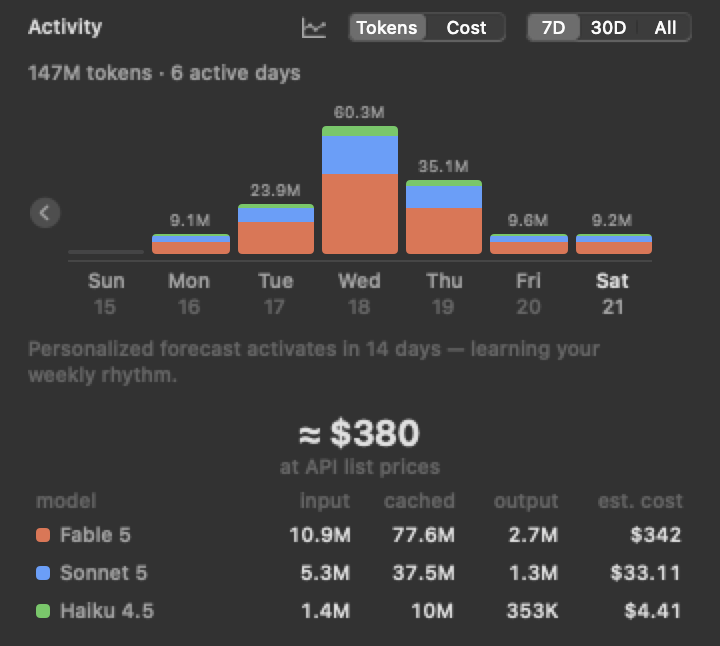 Activity Tokens Cost 7D 30D All
147M tokens · 6 active days
60.3M
35.1M
23.9M
9.1M 9.6M 9.2M
Sun Mon Tue Wed Thu Fri Sat
15 16 17 18 19 20 21
Personalized forecast activates in 14 days — learning your
weekly rhythm.
≈ $380
at API list prices
model input cached output est. cost
Fable 5 10.9M 77.6M 2.7M $342
Sonnet 5 5.3M 37.5M 1.3M $33.11
Haiku 4.5 1.4M 10M 353K $4.41